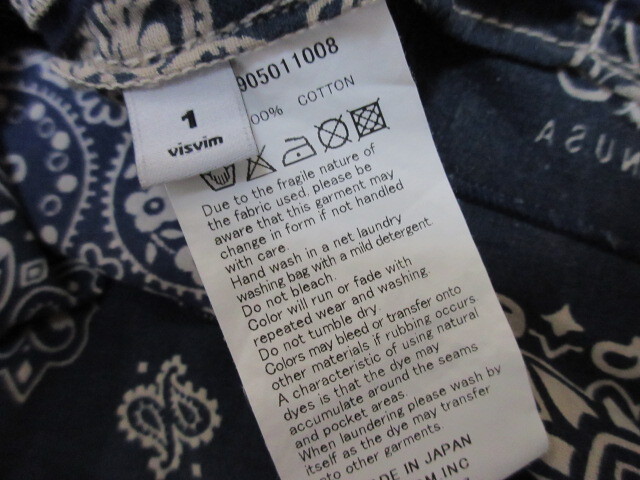 905011008
00% COTTON
1
visvim
Due to the fragile nature of
the fabric used, please be
aware that this garment may
change in form if not handled
with care.
Hand wash in a net laundry
washing bag with a mild detergent.
Do not bleach.
Color will run or fade with
repeated wear and washing.
Do not tumble dry.
Colors may bleed or transfer onto
other materials if rubbing occurs.
A characteristic of using natural
dyes is that the dye may
accumulate around the seams
and pocket areas.
When laundering please wash by
itself as the dye may transfer
onto other garments.
MADE IN JAPAN
INC